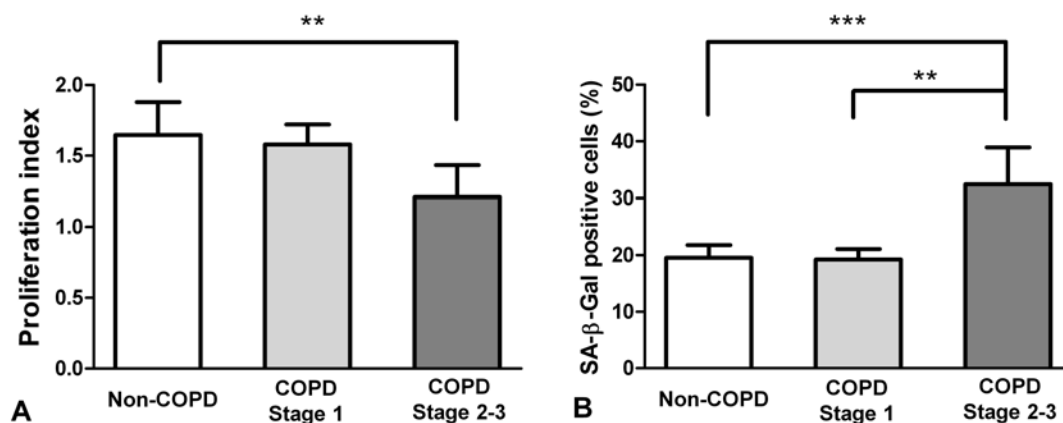 **
2.0
1.5
1.0
0.5
0.0
Proliferation index
Non-COPD
COPD
Stage 1
COPD
Stage 2-3
A
***
**
50
40
30
20
10
0
SA-β-Gal positive cells (%)
Non-COPD
COPD
Stage 1
COPD
Stage 2-3
B